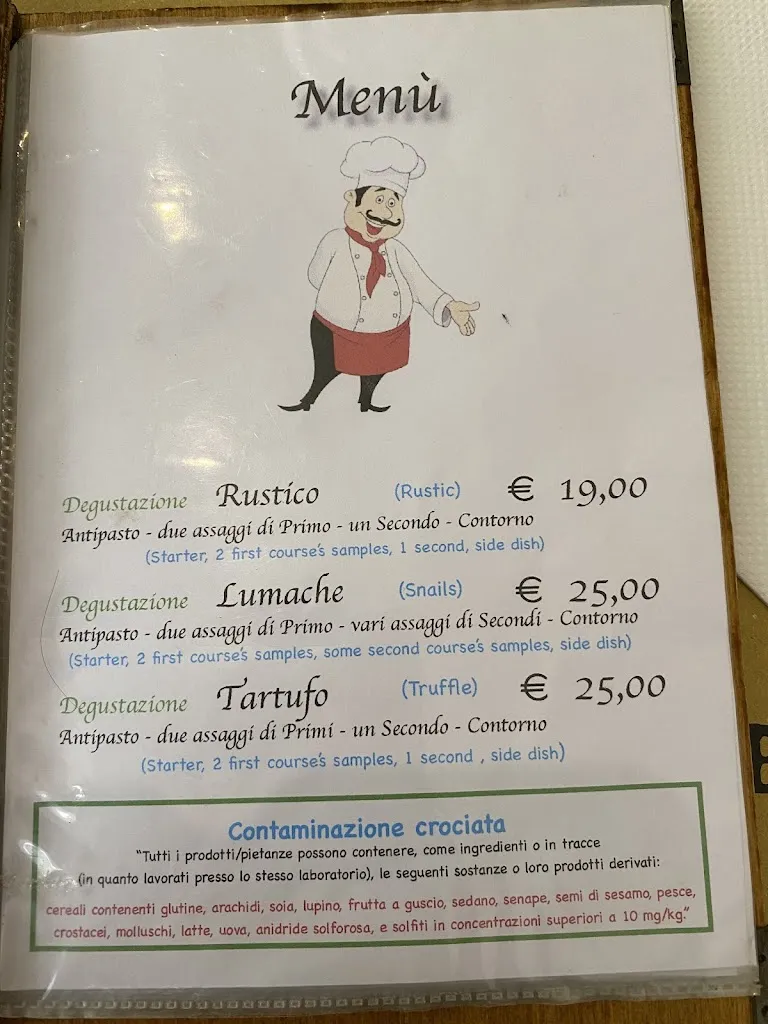 Menù
Degustazione Rustico (Rustic) € 19,00
Antipasto - due assaggi di Primo - un Secondo - Contorno
(Starter, 2 first course's samples, 1 second, side dish)
Degustazione Lumache (Snails) € 25,00
Antipasto - due assaggi di Primo - vari assaggi di Secondi - Contorno
(Starter, 2 first course's samples, some second course's samples, side dish)
Degustazione Tartufo (Truffle) € 25,00
Antipasto - due assaggi di Primi - un Secondo - Contorno
(Starter, 2 first course's samples, 1 second , side dish)
Contaminazione crociata
"Tutti i prodotti/pietanze possono contenere, come ingredienti o in tracce
(in quanto lavorati presso lo stesso laboratorio), le seguenti sostanze o loro prodotti derivati:
cereali contenenti glutine, arachidi, soia, lupino, frutta a guscio, sedano, senape, semi di sesamo, pesce,
crostacei, molluschi, latte, uova, anidride solforosa, e solfiti in concentrazioni superiori a 10 mg/kg."